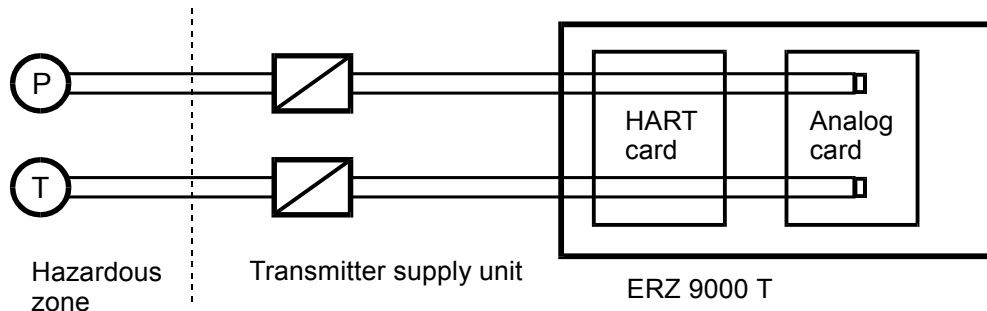 P
HART
card
Analog
card
T
Hazardous
zone
Transmitter supply unit
ERZ 9000 T